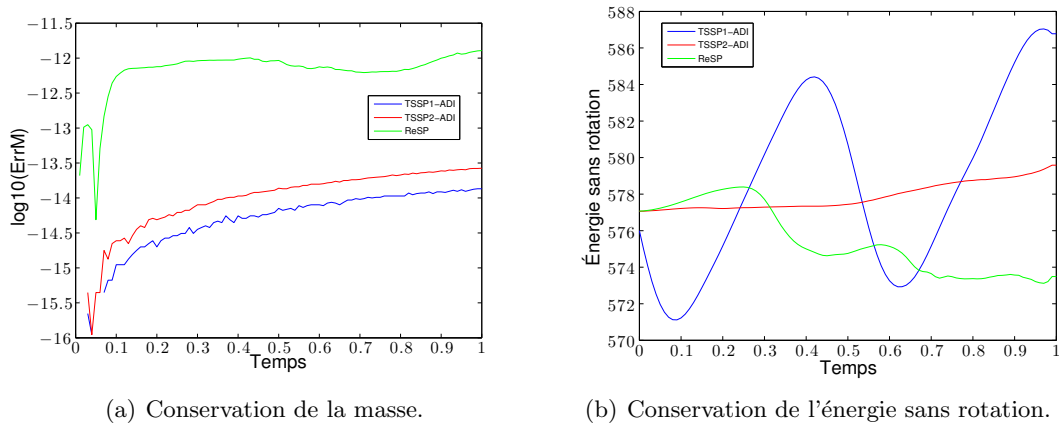 −11.5
−12
−12.5
−13
−13.5
−14
−14.5
−15
−15.5
−16
log10(ErrM)
TSSP1−ADI
TSSP2−ADI
ReSP
0 0.1 0.2 0.3 0.4 0.5 0.6 0.7 0.8 0.9 1
Temps
(a) Conservation de la masse.
588
586
584
582
580
578
576
574
572
570
Énergie sans rotation
TSSP1−ADI
TSSP2−ADI
ReSP
0 0.1 0.2 0.3 0.4 0.5 0.6 0.7 0.8 0.9 1
Temps
(b) Conservation de l'énergie sans rotation.